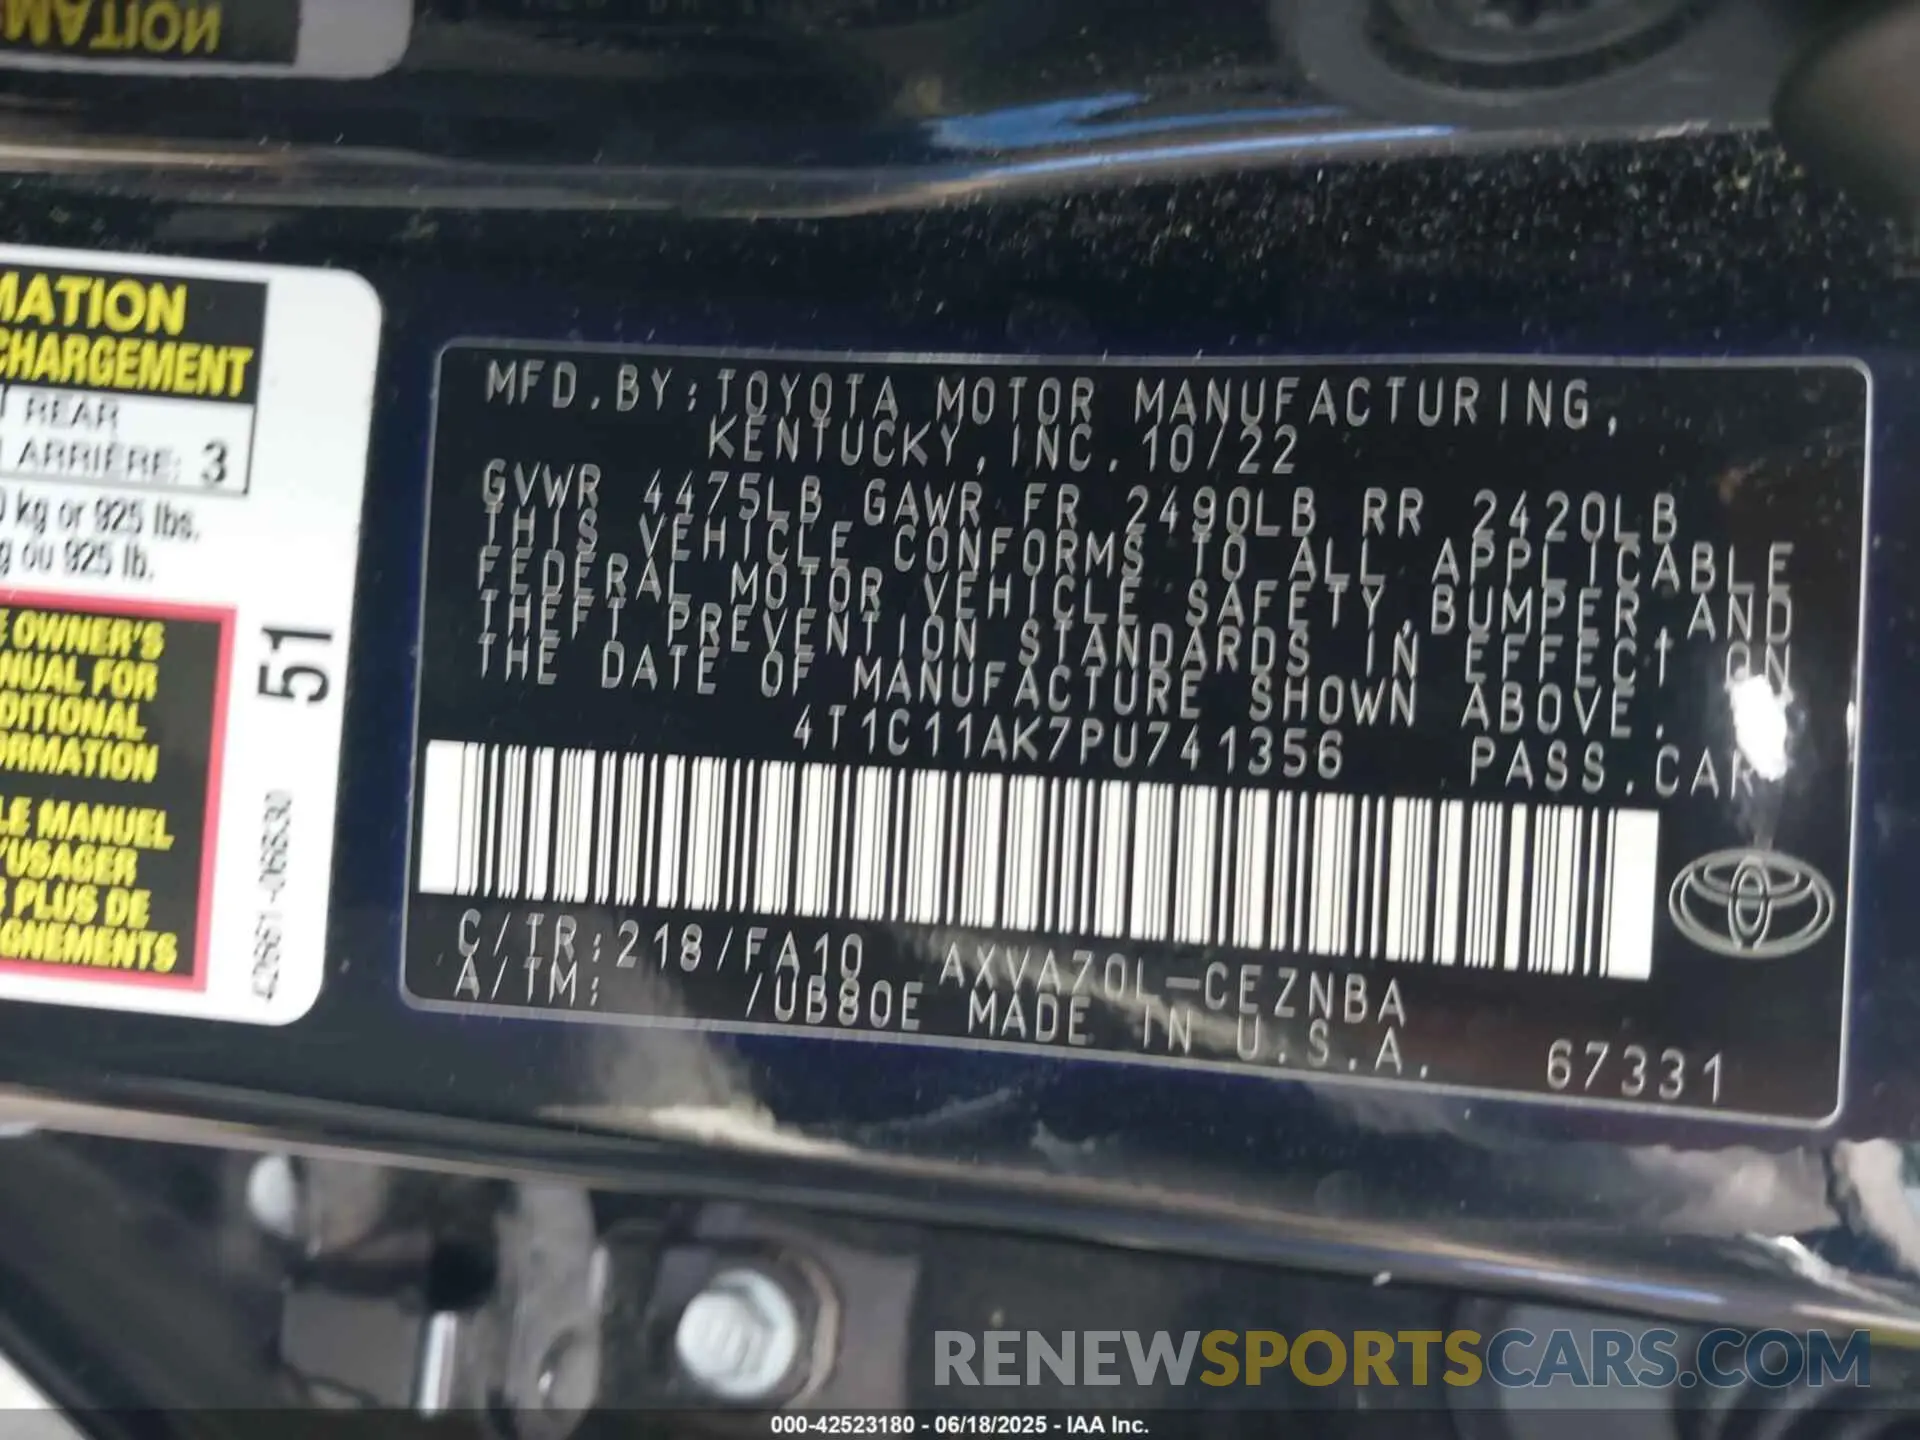 MATION
MATION
CHARGEMENT
REAR
ARRIÈRE: 3
kg or 925 lbs.
ou 925 lb.
OWNER'S
FOR
51
42661-06830
LE MANUEL
PLUS DE
MFD.BY:TOYOTA MOTOR MANUFACTURING,
KENTUCKY,INC. 10/22
GVWR 4475LB GAWR FR 2490LB RR 2420LB
THIS VEHICLE CONFORMS TO ALL APPLICABLE
FEDERAL MOTOR VEHICLE SAFETY,BUMPER,AND
THEFT PREVENTION STANDARDS IN EFFECT ON
THE DATE OF MANUFACTURE SHOWN ABOVE.
4T1C11AK7PU741356 PASS.CAR
C/TR:218/FA10 AXVA70L-CEZNBA
A/TM: /UB80E MADE IN U.S.A.
67331
RENEWSPORTSCARS.COM
000-42523180 - 06/18/2025 - IAA Inc.